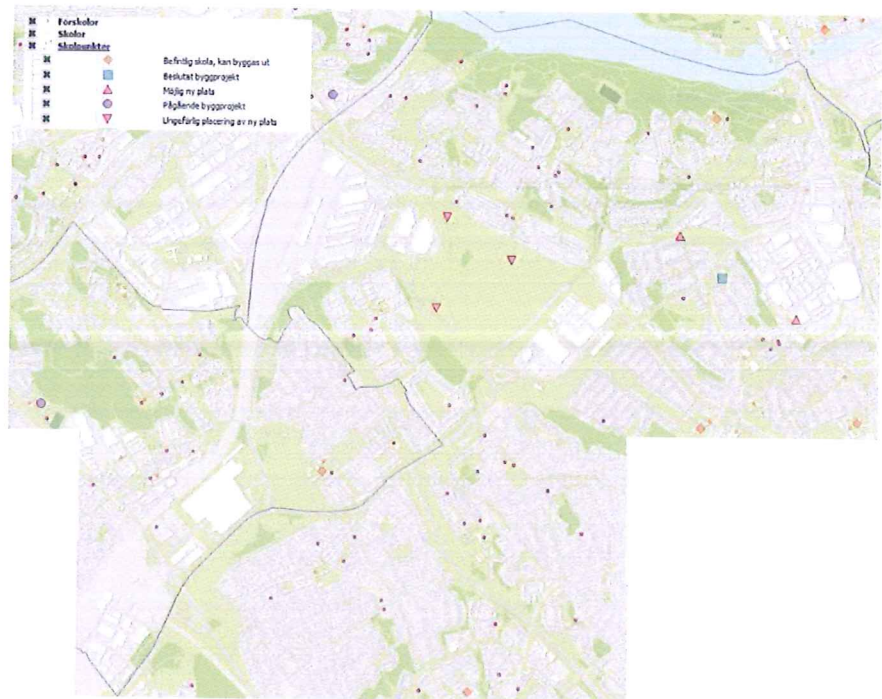 Förskolor
Skolor
Skolpunkter
Befintlig skola, kan byggas ut
Beslutat byggprojekt
Möjlig ny plats
Pågående byggprojekt
Ungefärlig placering av ny plats